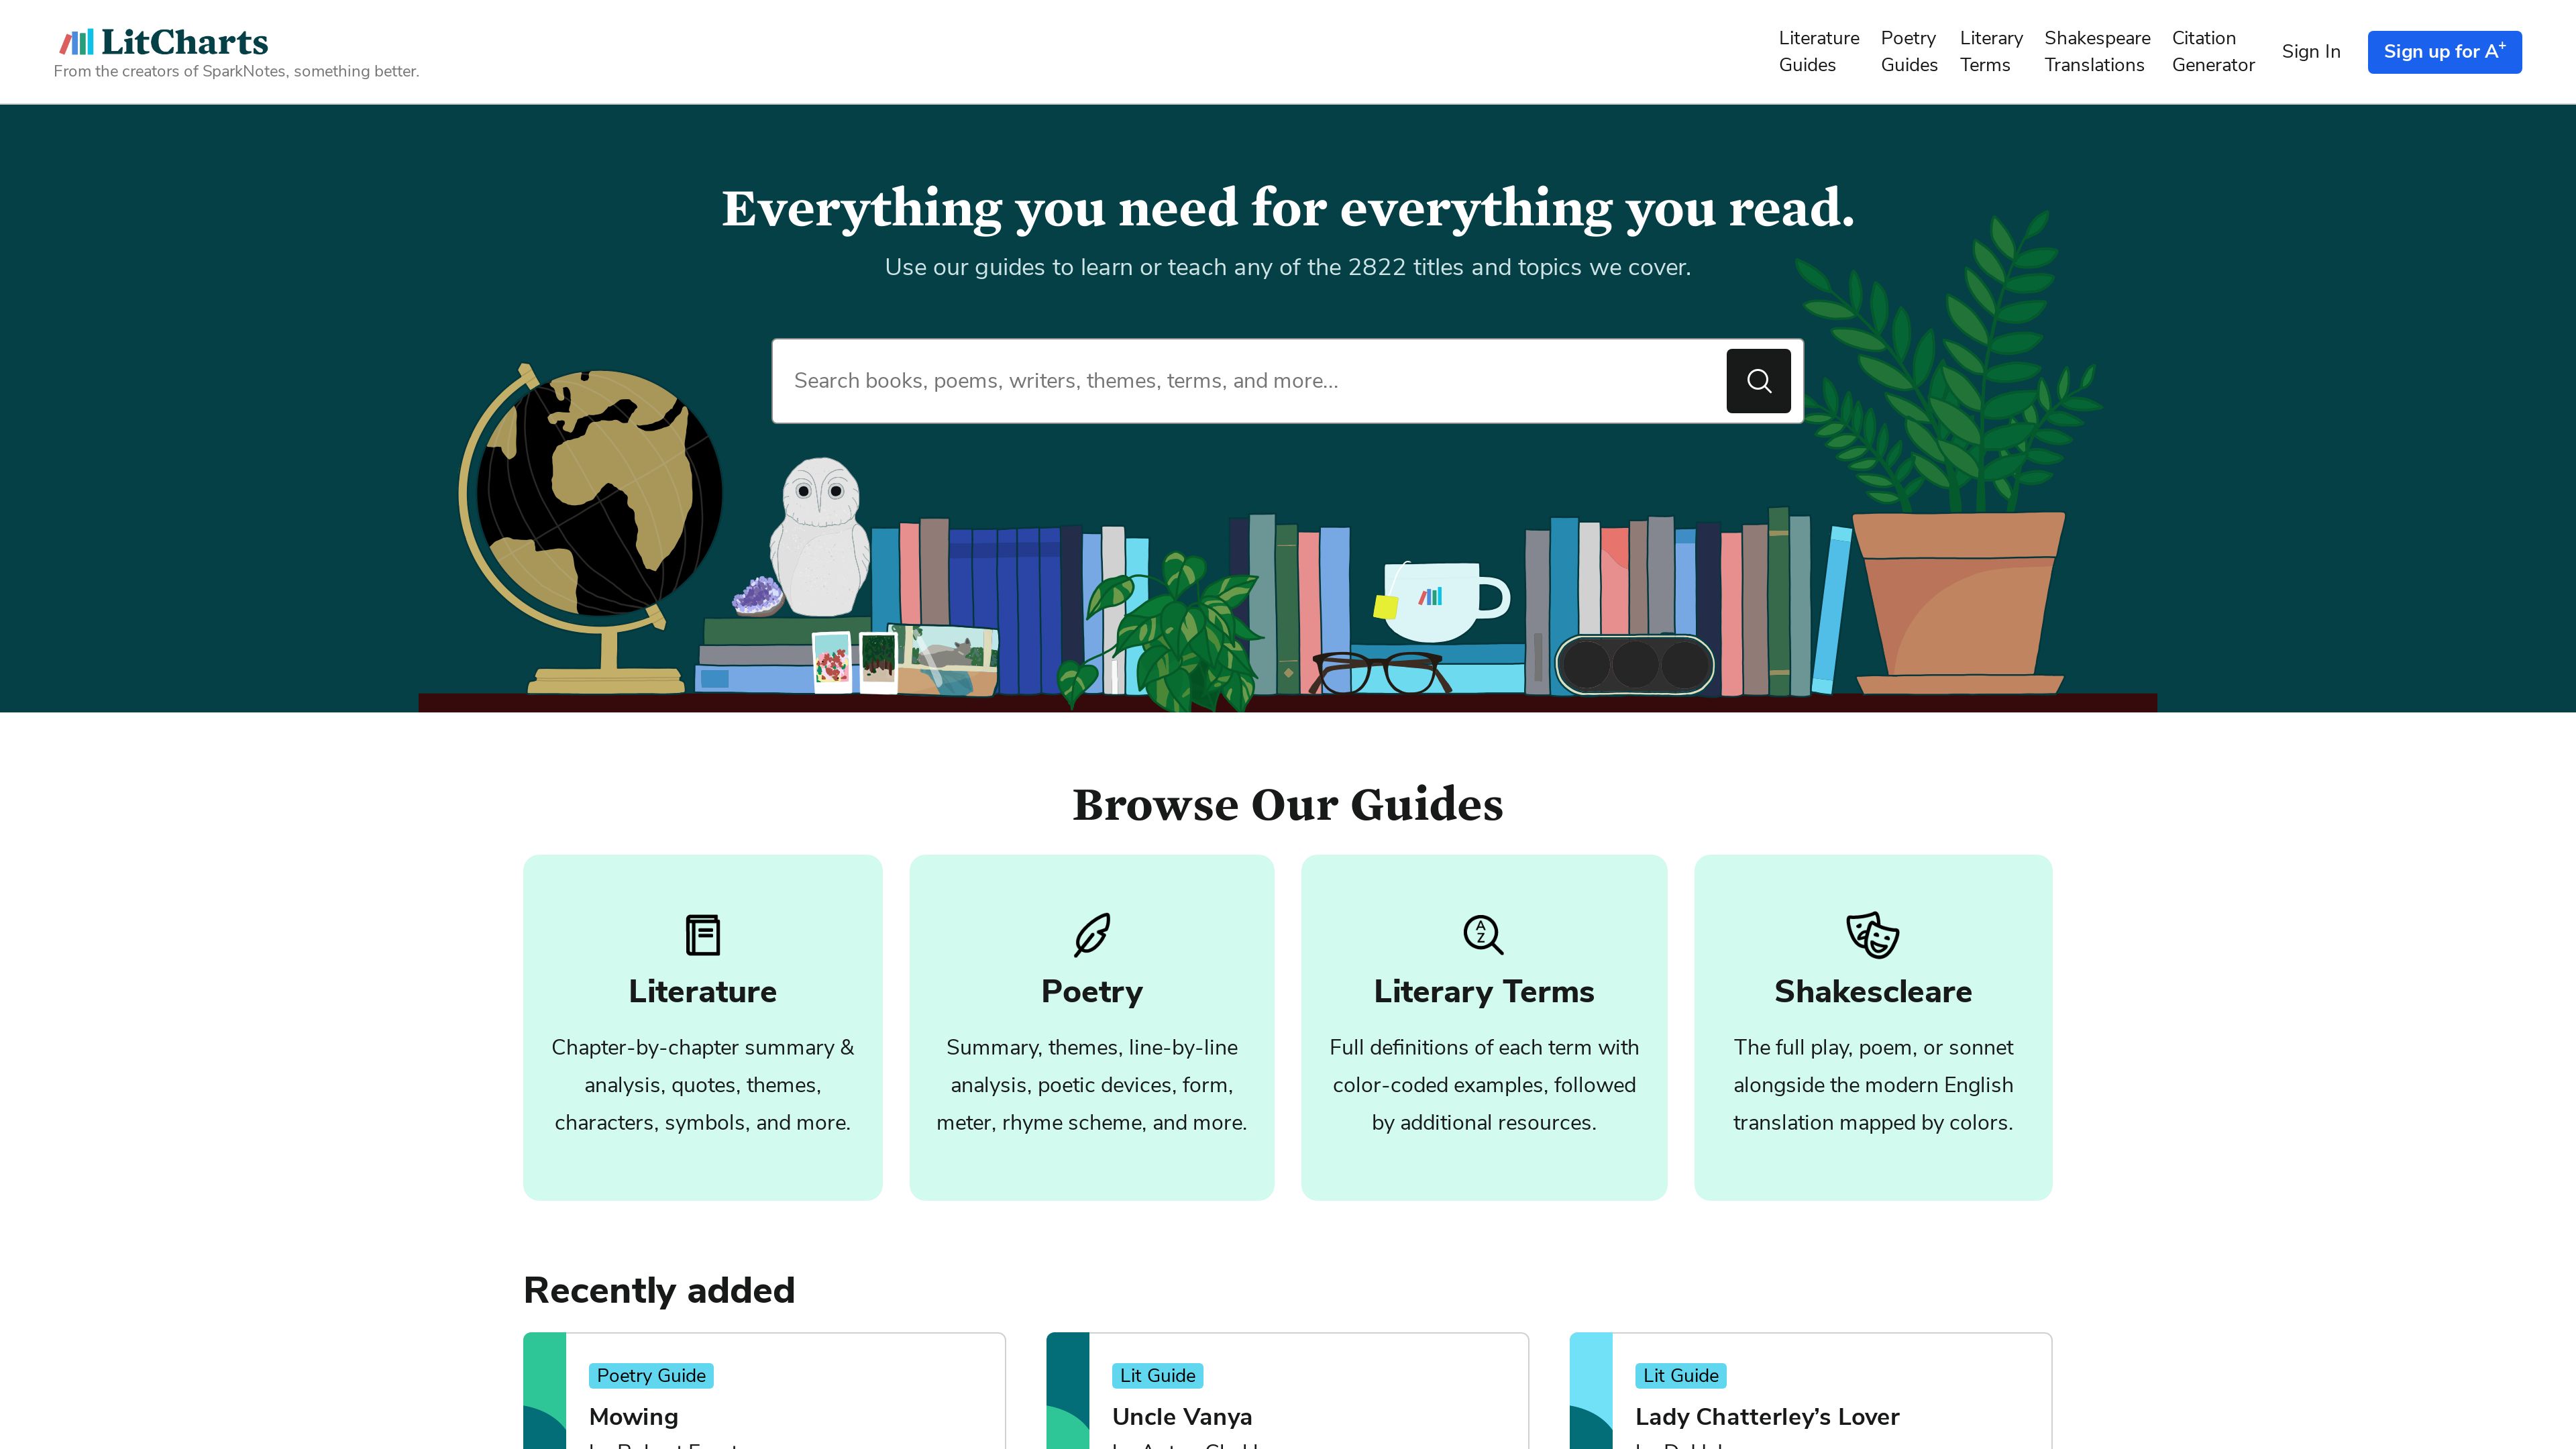 LitCharts
From the creators of SparkNotes, something better.
Literature Guides
Poetry Guides
Literary Terms
Shakespeare Translations
Citation Generator
Sign In
Sign up for A+
Everything you need for everything you read.
Use our guides to learn or teach any of the 2822 titles and topics we cover.
Search books, poems, writers, themes, terms, and more...
Browse Our Guides
A
Z
Literature
Chapter-by-chapter summary &
analysis, quotes, themes,
characters, symbols, and more.
Poetry
Summary, themes, line-by-line
analysis, poetic devices, form,
meter, rhyme scheme, and more.
Literary Terms
Full definitions of each term with
color-coded examples, followed
by additional resources.
Shakescleare
The full play, poem, or sonnet
alongside the modern English
translation mapped by colors.
Recently added
Poetry Guide
Mowing
Lit Guide
Uncle Vanya
Lit Guide
Lady Chatterley’s Lover